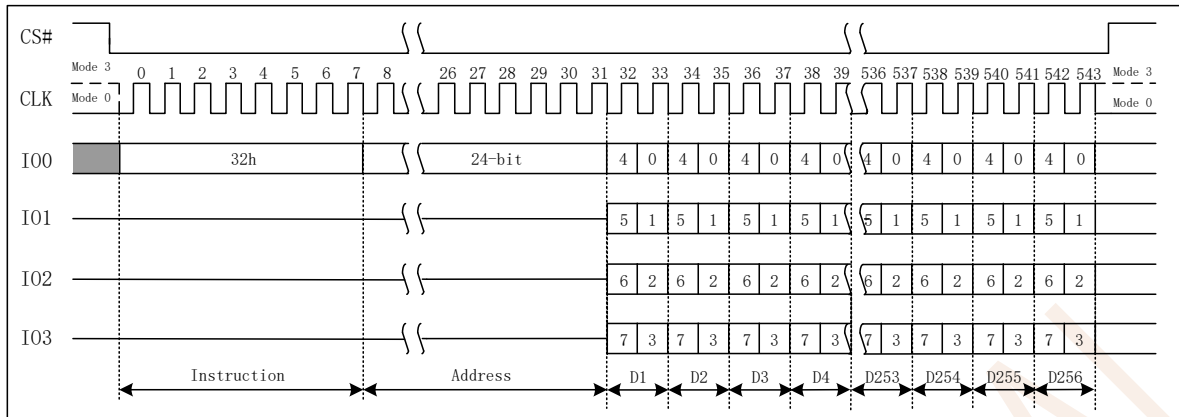 CS#
Mode 3 0 1 2 3 4 5 6 7 8 26 27 28 29 30 31 32 33 34 35 36 37 38 39 536 537 538 539 540 541 542 543 Mode 3
CLK Mode 0 Mode 0
IO0 32h 24-bit 4 0 4 0 4 0 4 0 4 0 4 0 4 0 4 0
IO1 5 1 5 1 5 1 5 1 5 1 5 1 5 1 5 1
IO2 6 2 6 2 6 2 6 2 6 2 6 2 6 2 6 2
IO3 7 3 7 3 7 3 7 3 7 3 7 3 7 3 7 3
Instruction Address D1 D2 D3 D4 D253 D254 D255 D256